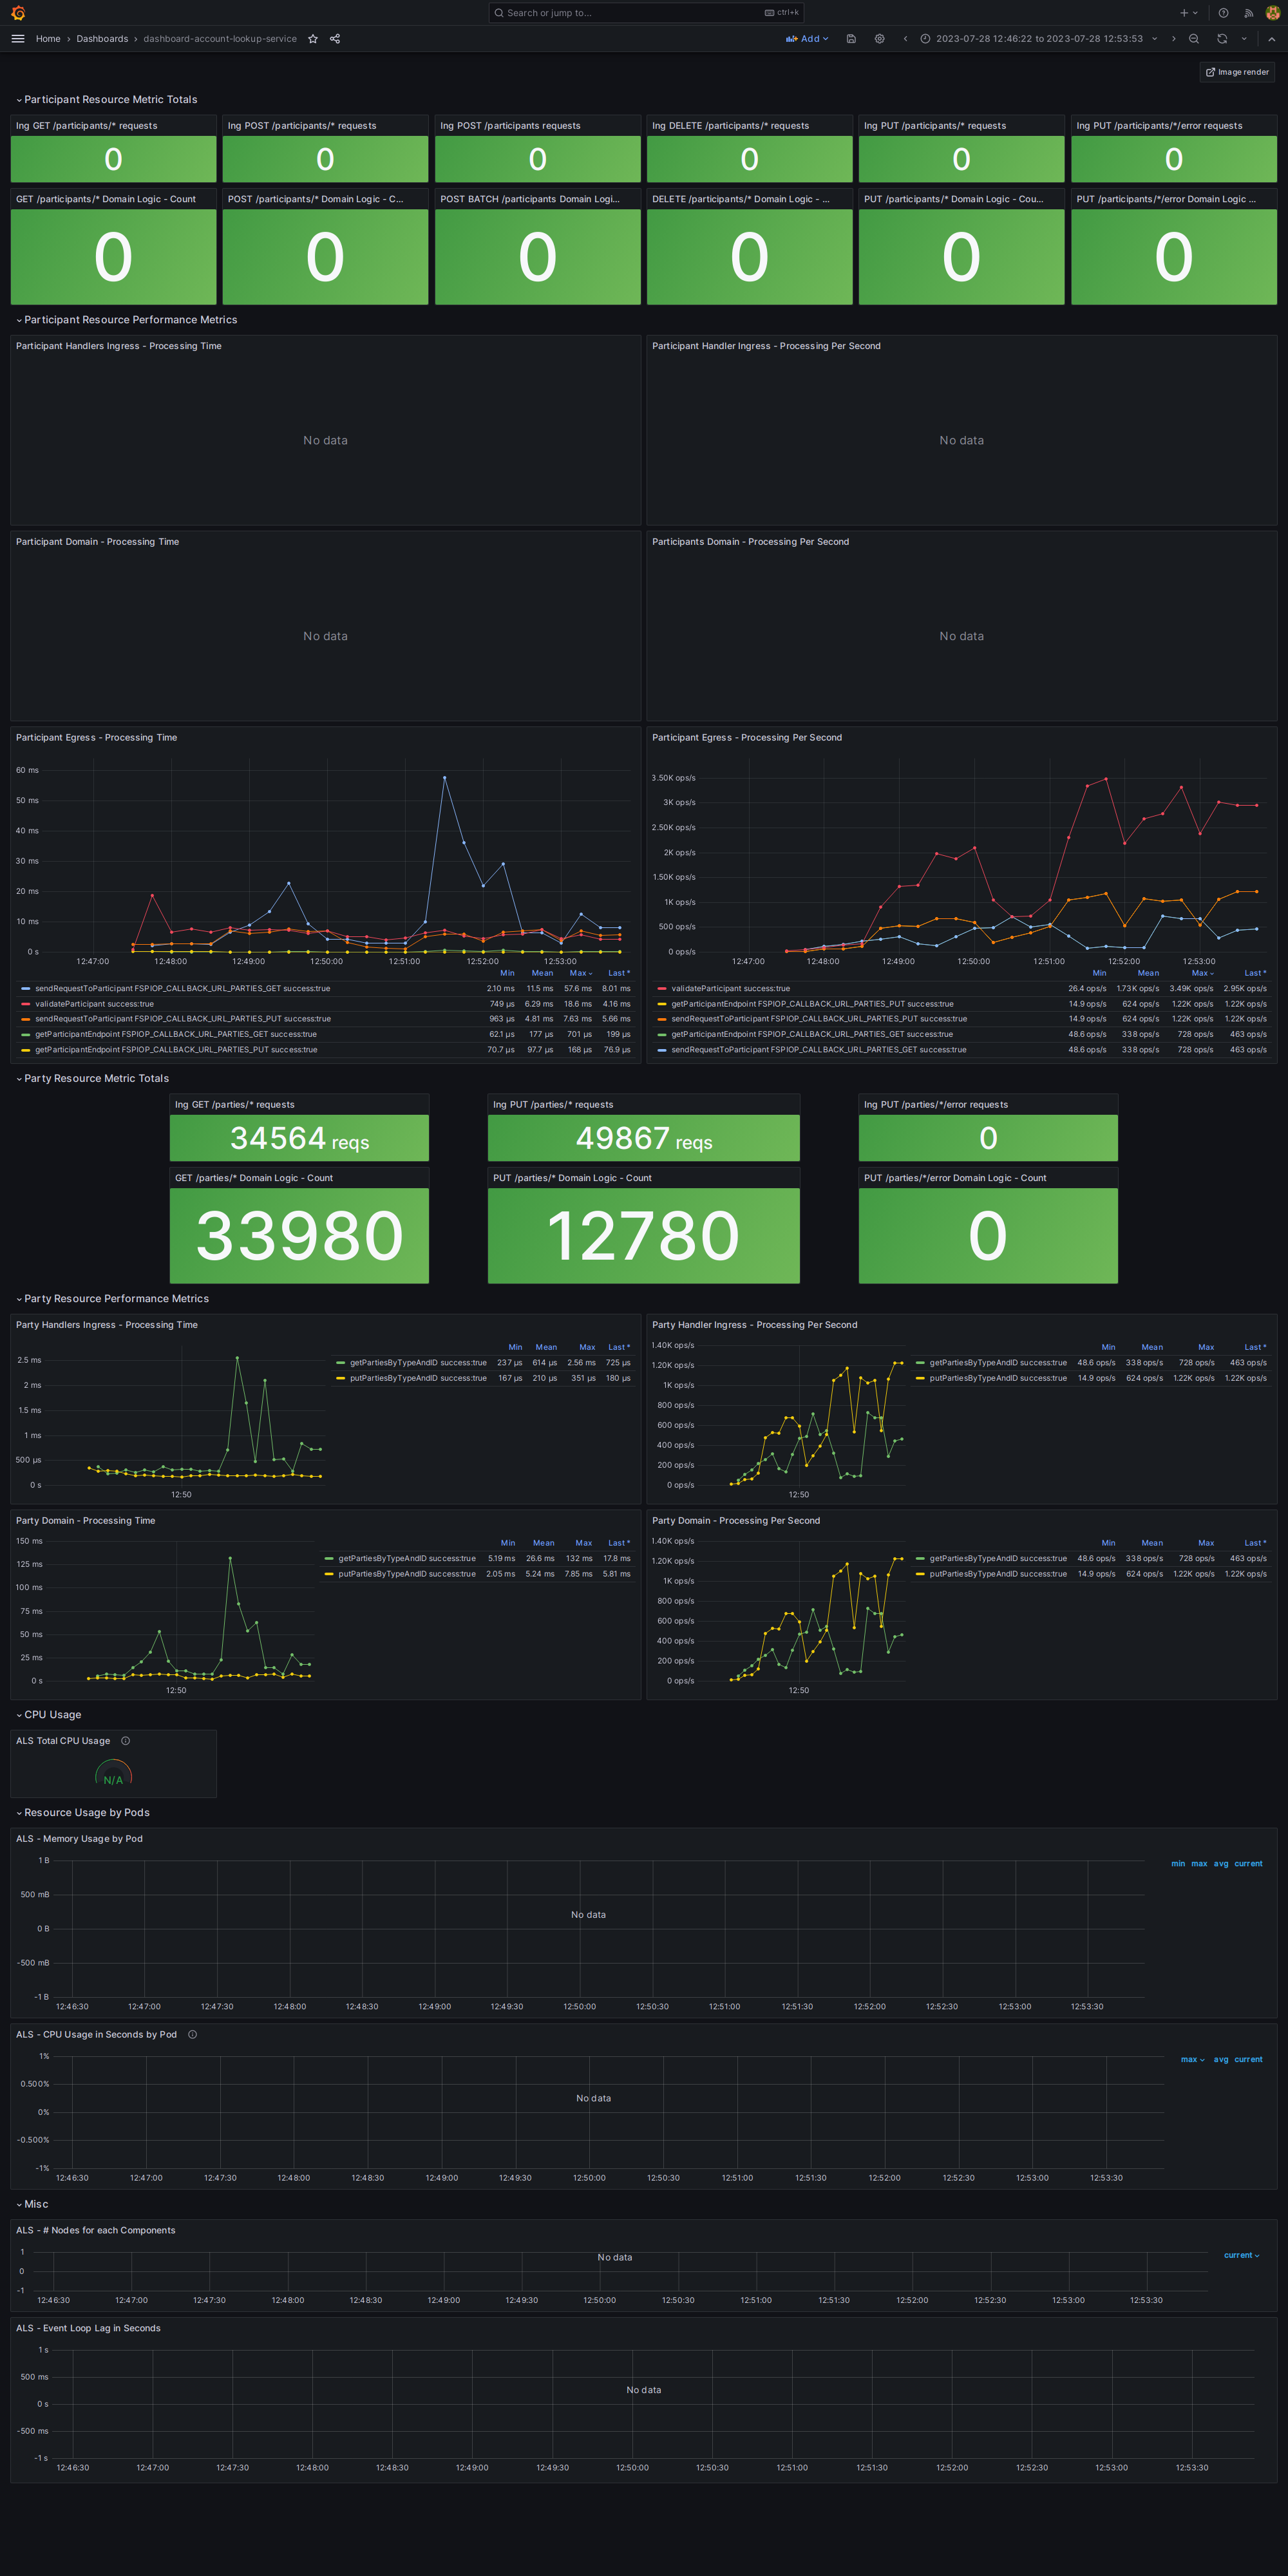 Search or jump to... ctrl+k
Home › Dashboards › dashboard-account-lookup-service Add 2023-07-28 12:46:22 to 2023-07-28 12:53:53
Image render
Participant Resource Metric Totals
Ing GET /participants/* requests Ing POST /participants/* requests Ing POST /participants requests Ing DELETE /participants/* requests Ing PUT /participants/* requests Ing PUT /participants/*/error requests
0 0 0 0 0 0
GET /participants/* Domain Logic - Count POST /participants/* Domain Logic - C... POST BATCH /participants Domain Logi... DELETE /participants/* Domain Logic - ... PUT /participants/* Domain Logic - Cou... PUT /participants/*/error Domain Logic ...
0 0 0 0 0 0
Participant Resource Performance Metrics
Participant Handlers Ingress - Processing Time Participant Handler Ingress - Processing Per Second
No data No data
Participant Domain - Processing Time Participants Domain - Processing Per Second
No data No data
Participant Egress - Processing Time
60 ms
50 ms
40 ms
30 ms
20 ms
10 ms
0 s
12:47:00 12:48:00 12:49:00 12:50:00 12:51:00 12:52:00 12:53:00
Min Mean Max Last *
sendRequestToParticipant FSPIOP_CALLBACK_URL_PARTIES_GET success:true 2.10 ms 11.5 ms 57.6 ms 8.01 ms
validateParticipant success:true 749 µs 6.29 ms 18.6 ms 4.16 ms
sendRequestToParticipant FSPIOP_CALLBACK_URL_PARTIES_PUT success:true 963 µs 4.81 ms 7.63 ms 5.66 ms
getParticipantEndpoint FSPIOP_CALLBACK_URL_PARTIES_GET success:true 62.1 µs 177 µs 701 µs 199 µs
getParticipantEndpoint FSPIOP_CALLBACK_URL_PARTIES_PUT success:true 70.7 µs 97.7 µs 168 µs 76.9 µs
Participant Egress - Processing Per Second
3.50K ops/s
3K ops/s
2.50K ops/s
2K ops/s
1.50K ops/s
1K ops/s
500 ops/s
0 ops/s
12:47:00 12:48:00 12:49:00 12:50:00 12:51:00 12:52:00 12:53:00
Min Mean Max Last *
validateParticipant success:true 26.4 ops/s 1.73K ops/s 3.49K ops/s 2.95K ops/s
getParticipantEndpoint FSPIOP_CALLBACK_URL_PARTIES_PUT success:true 14.9 ops/s 624 ops/s 1.22K ops/s 1.22K ops/s
sendRequestToParticipant FSPIOP_CALLBACK_URL_PARTIES_PUT success:true 14.9 ops/s 624 ops/s 1.22K ops/s 1.22K ops/s
getParticipantEndpoint FSPIOP_CALLBACK_URL_PARTIES_GET success:true 48.6 ops/s 338 ops/s 728 ops/s 463 ops/s
sendRequestToParticipant FSPIOP_CALLBACK_URL_PARTIES_GET success:true 48.6 ops/s 338 ops/s 728 ops/s 463 ops/s
Party Resource Metric Totals
Ing GET /parties/* requests Ing PUT /parties/* requests Ing PUT /parties/*/error requests
34564 reqs 49867 reqs 0
GET /parties/* Domain Logic - Count PUT /parties/* Domain Logic - Count PUT /parties/*/error Domain Logic - Count
33980 12780 0
Party Resource Performance Metrics
Party Handlers Ingress - Processing Time
2.5 ms
2 ms
1.5 ms
1 ms
500 µs
0 s
12:50
Min Mean Max Last *
getPartiesByTypeAndID success:true 237 µs 614 µs 2.56 ms 725 µs
putPartiesByTypeAndID success:true 167 µs 210 µs 351 µs 180 µs
Party Handler Ingress - Processing Per Second
1.40K ops/s
1.20K ops/s
1K ops/s
800 ops/s
600 ops/s
400 ops/s
200 ops/s
0 ops/s
12:50
Min Mean Max Last *
getPartiesByTypeAndID success:true 48.6 ops/s 338 ops/s 728 ops/s 463 ops/s
putPartiesByTypeAndID success:true 14.9 ops/s 624 ops/s 1.22K ops/s 1.22K ops/s
Party Domain - Processing Time
150 ms
125 ms
100 ms
75 ms
50 ms
25 ms
0 s
12:50
Min Mean Max Last *
getPartiesByTypeAndID success:true 5.19 ms 26.6 ms 132 ms 17.8 ms
putPartiesByTypeAndID success:true 2.05 ms 5.24 ms 7.85 ms 5.81 ms
Party Domain - Processing Per Second
1.40K ops/s
1.20K ops/s
1K ops/s
800 ops/s
600 ops/s
400 ops/s
200 ops/s
0 ops/s
12:50
Min Mean Max Last *
getPartiesByTypeAndID success:true 48.6 ops/s 338 ops/s 728 ops/s 463 ops/s
putPartiesByTypeAndID success:true 14.9 ops/s 624 ops/s 1.22K ops/s 1.22K ops/s
CPU Usage
ALS Total CPU Usage
N/A
Resource Usage by Pods
ALS - Memory Usage by Pod
min max avg current
1 B
500 mB
0 B
-500 mB
-1 B
No data
12:46:30 12:47:00 12:47:30 12:48:00 12:48:30 12:49:00 12:49:30 12:50:00 12:50:30 12:51:00 12:51:30 12:52:00 12:52:30 12:53:00 12:53:30
ALS - CPU Usage in Seconds by Pod
max avg current
1%
0.500%
0%
-0.500%
-1%
No data
12:46:30 12:47:00 12:47:30 12:48:00 12:48:30 12:49:00 12:49:30 12:50:00 12:50:30 12:51:00 12:51:30 12:52:00 12:52:30 12:53:00 12:53:30
Misc
ALS - # Nodes for each Components
current
1
0
-1
No data
12:46:30 12:47:00 12:47:30 12:48:00 12:48:30 12:49:00 12:49:30 12:50:00 12:50:30 12:51:00 12:51:30 12:52:00 12:52:30 12:53:00 12:53:30
ALS - Event Loop Lag in Seconds
1 s
500 ms
0 s
-500 ms
-1 s
No data
12:46:30 12:47:00 12:47:30 12:48:00 12:48:30 12:49:00 12:49:30 12:50:00 12:50:30 12:51:00 12:51:30 12:52:00 12:52:30 12:53:00 12:53:30